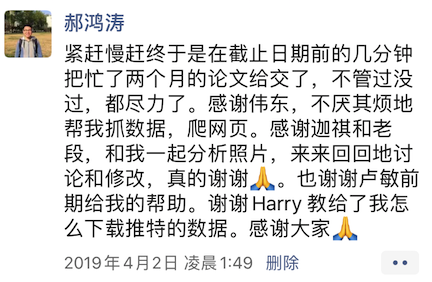 郝鸿涛
紧赶慢赶终于是在截止日期前的几分钟
把忙了两个月的论文给交了，不管过没
过，都尽力了。感谢伟东，不厌其烦地
帮我抓数据，爬网页。感谢迦祺和老
段，和我一起分析照片，来来回回地讨
论和修改，真的谢谢🙏。也谢谢卢敏前
期给我的帮助。谢谢Harry 教给了我怎
么下载推特的数据。感谢大家🙏
2019年4月2日 凌晨1:49 删除